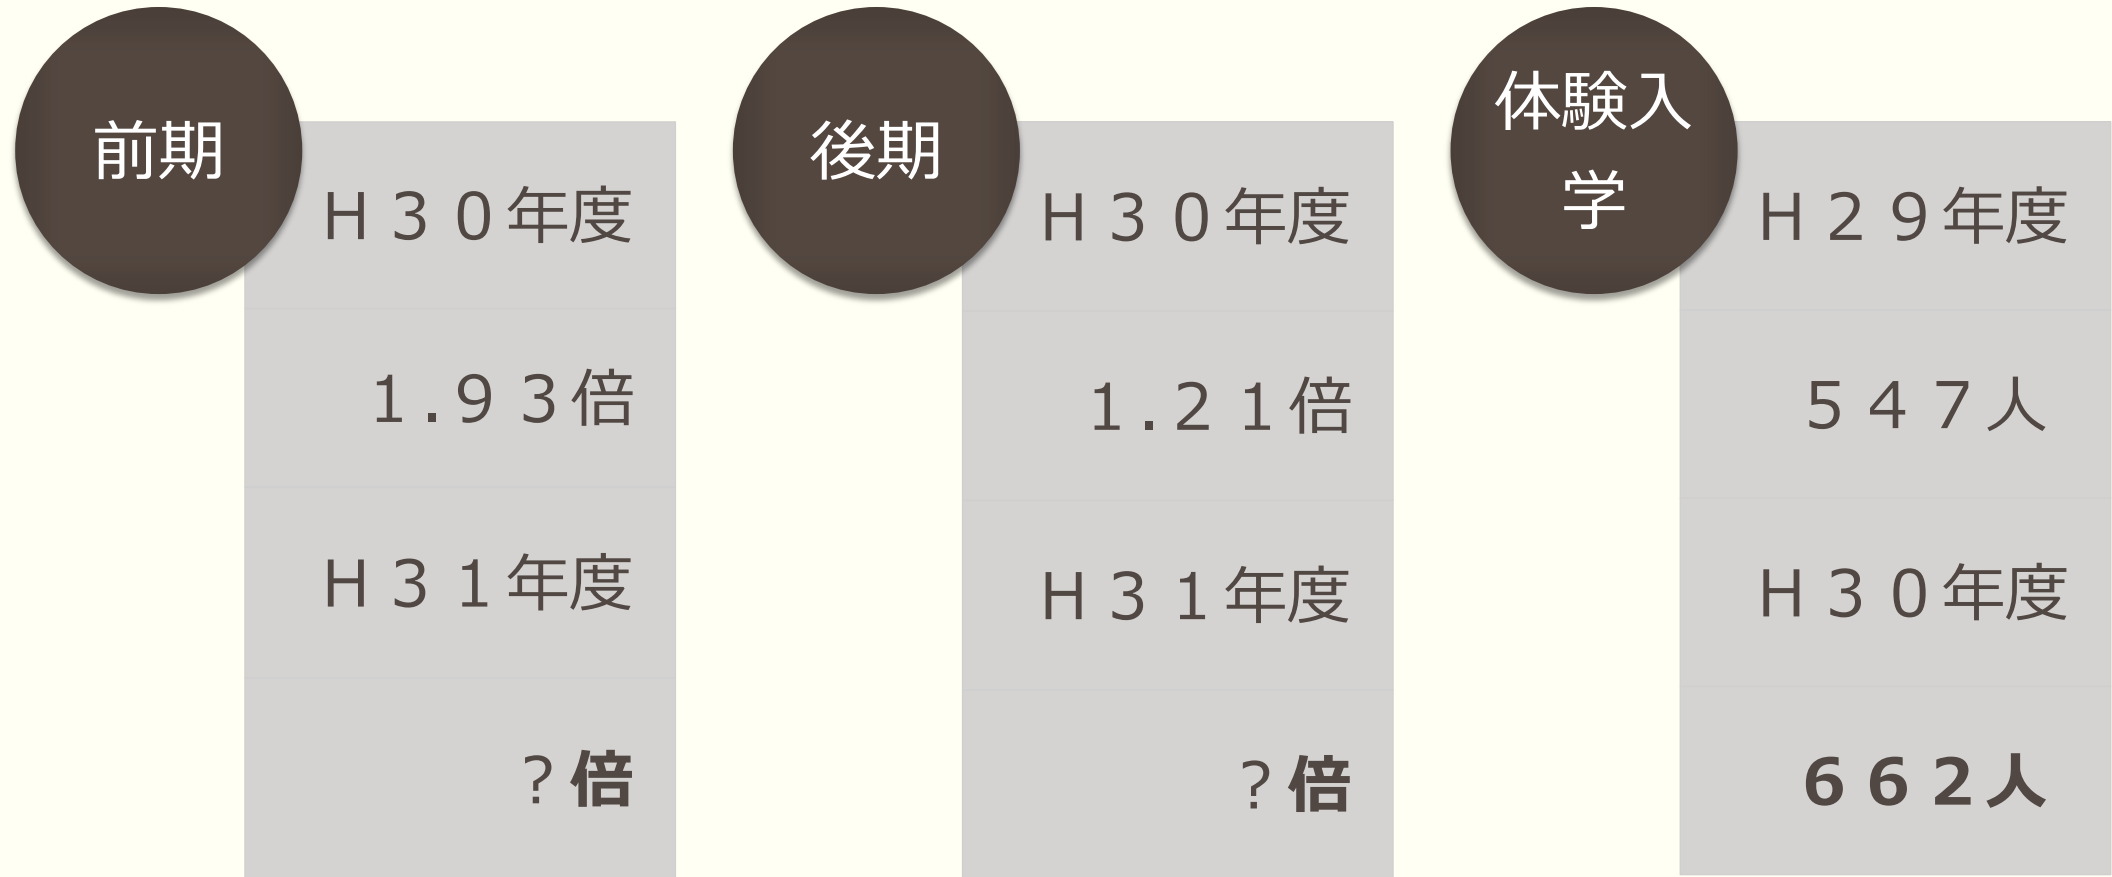 前期
Ｈ３０年度
１.９３倍
Ｈ３１年度
？倍
後期
Ｈ３０年度
１.２１倍
Ｈ３１年度
？倍
体験入
学
Ｈ２９年度
５４７人
Ｈ３０年度
６６２人